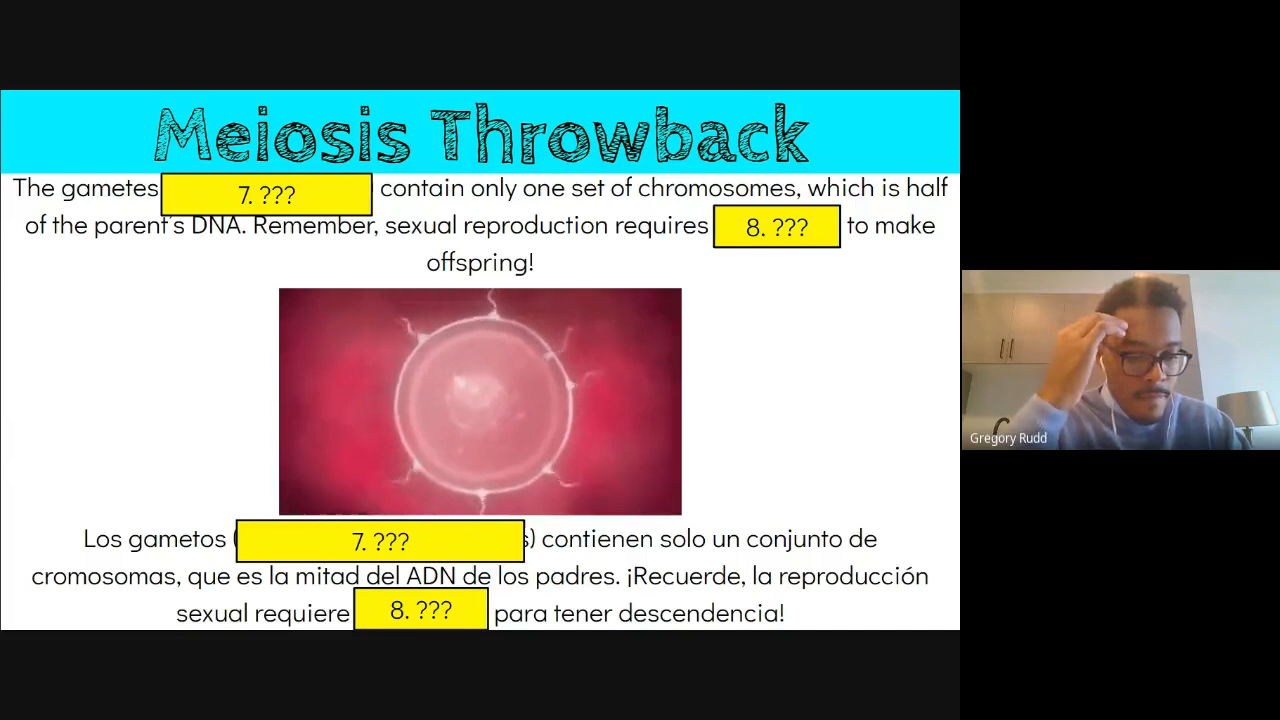 Meiosis Throwback
The gametes 7. ??? contain only one set of chromosomes, which is half
of the parent's DNA. Remember, sexual reproduction requires 8. ??? to make
offspring!
Gregory Rudd
Los gametos ( 7. ??? s) contienen solo un conjunto de
cromosomas, que es la mitad del ADN de los padres. ¡Recuerde, la reproducción
sexual requiere 8. ??? para tener descendencia!